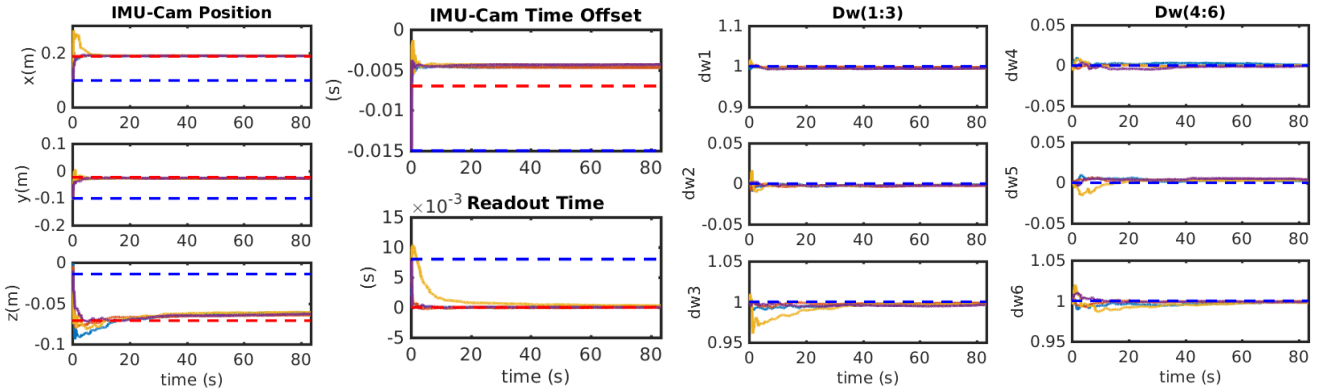 IMU-Cam Position
x(m)
0.2
0
0 20 40 60 80
y(m)
0.1
0
-0.1
-0.2
0 20 40 60 80
z(m)
0
-0.05
-0.1
0 20 40 60 80
time (s)
IMU-Cam Time Offset
(s)
0
-0.005
-0.01
-0.015
0 20 40 60 80
×10⁻³ Readout Time
(s)
15
10
5
0
-5
0 20 40 60 80
time (s)
Dw(1:3)
dw1
1.1
1
0.9
0 20 40 60 80
dw2
0.05
0
-0.05
0 20 40 60 80
dw3
1.05
1
0.95
0 20 40 60 80
time (s)
Dw(4:6)
dw4
0.05
0
-0.05
0 20 40 60 80
dw5
0.05
0
-0.05
0 20 40 60 80
dw6
1.05
1
0.95
0 20 40 60 80
time (s)